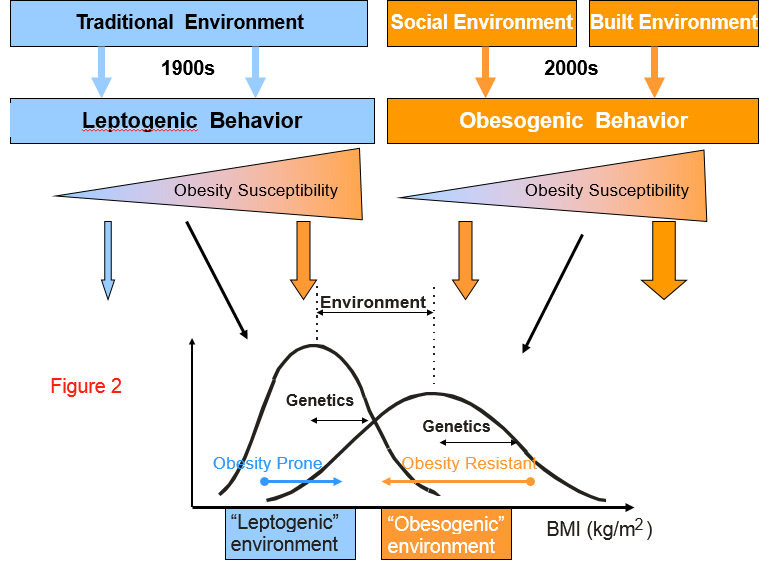 Traditional Environment
Social Environment
Built Environment
1900s
2000s
Leptogenic Behavior
Obesogenic Behavior
Obesity Susceptibility
Obesity Susceptibility
Environment
Figure 2
Genetics
Genetics
Obesity Prone
Obesity Resistant
“Leptogenic”
environment
“Obesogenic”
environment
BMI (kg/m²)